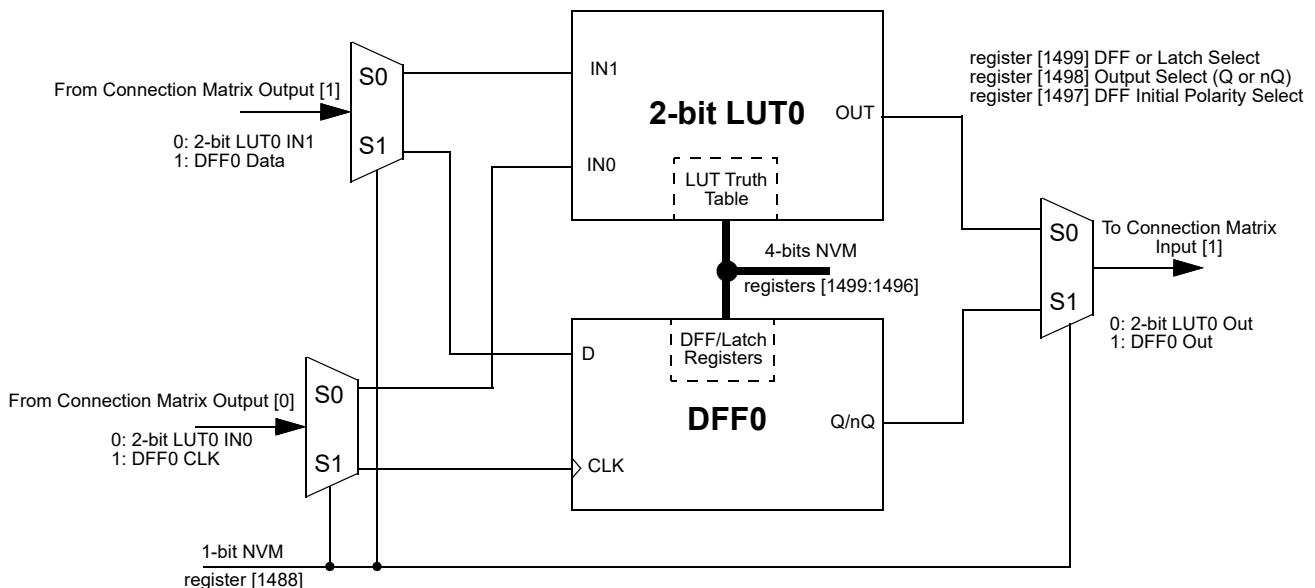 From Connection Matrix Output [1]
0: 2-bit LUT0 IN1
1: DFF0 Data
S0
S1
IN1
IN0
2-bit LUT0
OUT
LUT Truth
Table
register [1499] DFF or Latch Select
register [1498] Output Select (Q or nQ)
register [1497] DFF Initial Polarity Select
4-bits NVM
registers [1499:1496]
S0
S1
To Connection Matrix
Input [1]
0: 2-bit LUT0 Out
1: DFF0 Out
From Connection Matrix Output [0]
0: 2-bit LUT0 IN0
1: DFF0 CLK
S0
S1
D
CLK
DFF/Latch
Registers
DFF0
Q/nQ
1-bit NVM
register [1488]